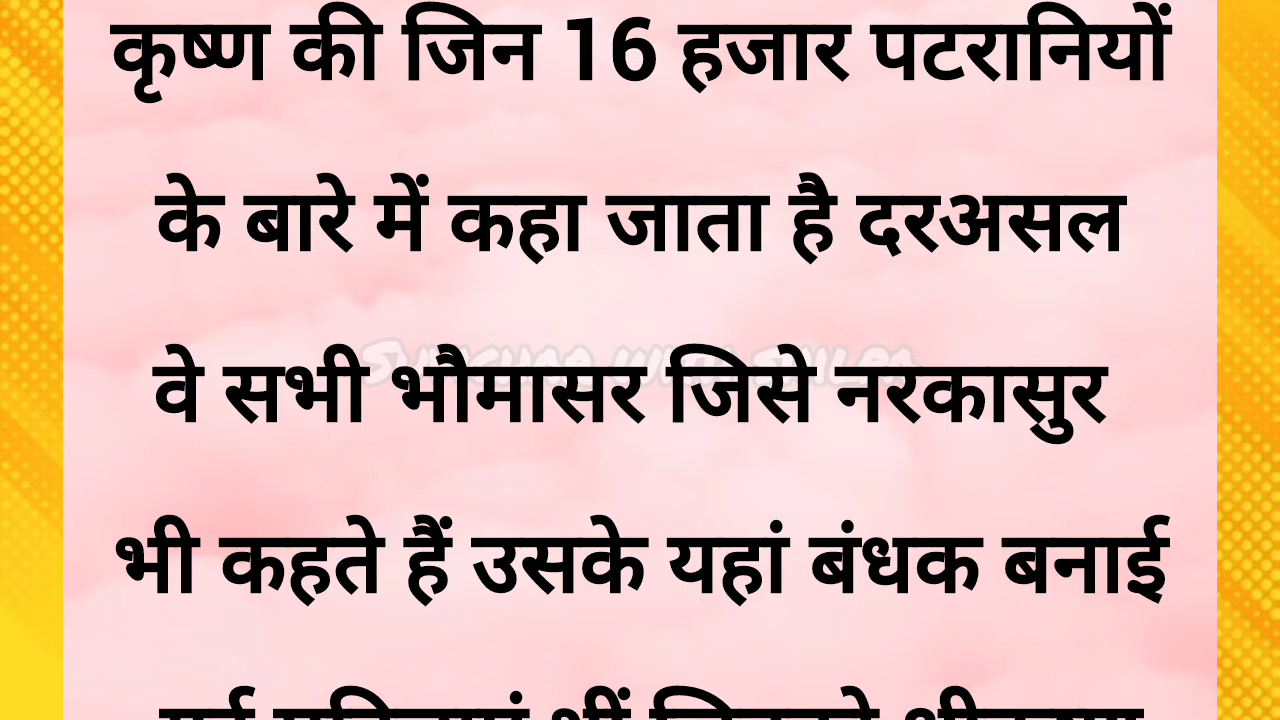 कृष्ण की जिन 16 हजार पटरानियों
के बारे में कहा जाता है दरअसल
वे सभी भौमासर जिसे नरकासुर
भी कहते हैं उसके यहां बंधक बनाई